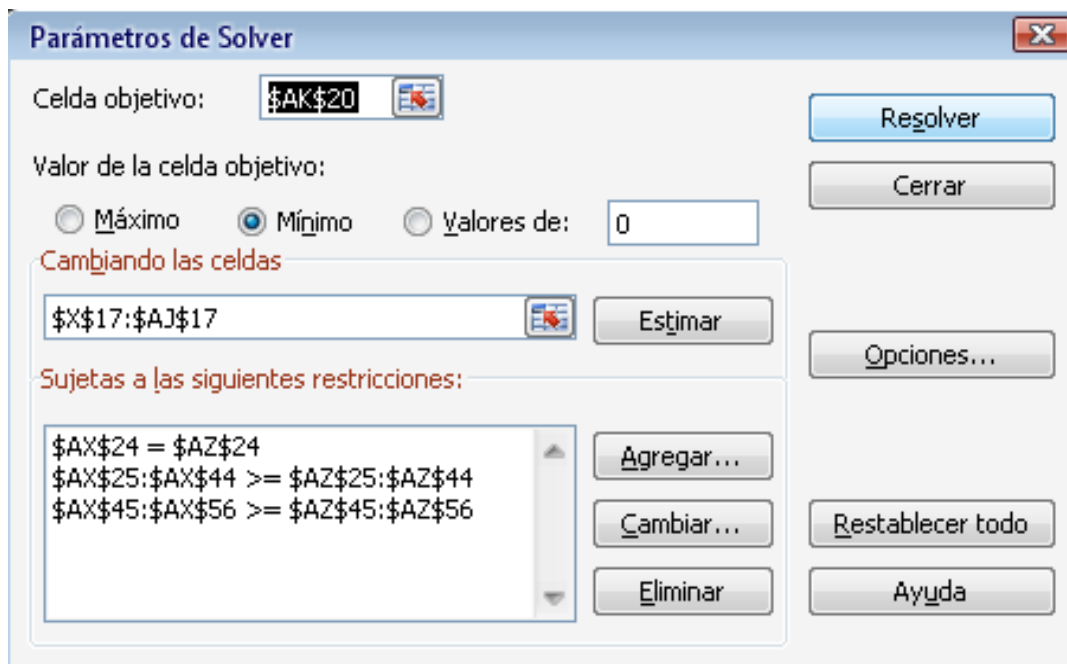 Parámetros de Solver
Celda objetivo: $AK$20
Resolver
Valor de la celda objetivo:
Cerrar
Máximo Mínimo Valores de: 0
Cambiando las celdas
$X$17:$AJ$17 Estimar
Opciones...
Sujetas a las siguientes restricciones:
$AX$24 = $AZ$24
$AX$25:$AX$44 >= $AZ$25:$AZ$44
$AX$45:$AX$56 >= $AZ$45:$AZ$56
Agregar...
Cambiar...
Restablecer todo
Eliminar
Ayuda